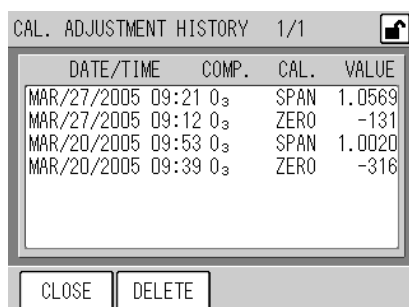 CAL. ADJUSTMENT HISTORY 1/1
DATE/TIME COMP. CAL. VALUE
MAR/27/2005 09:21 O₃ SPAN 1.0569
MAR/27/2005 09:12 O₃ ZERO -131
MAR/20/2005 09:53 O₃ SPAN 1.0020
MAR/20/2005 09:39 O₃ ZERO -316
CLOSE DELETE